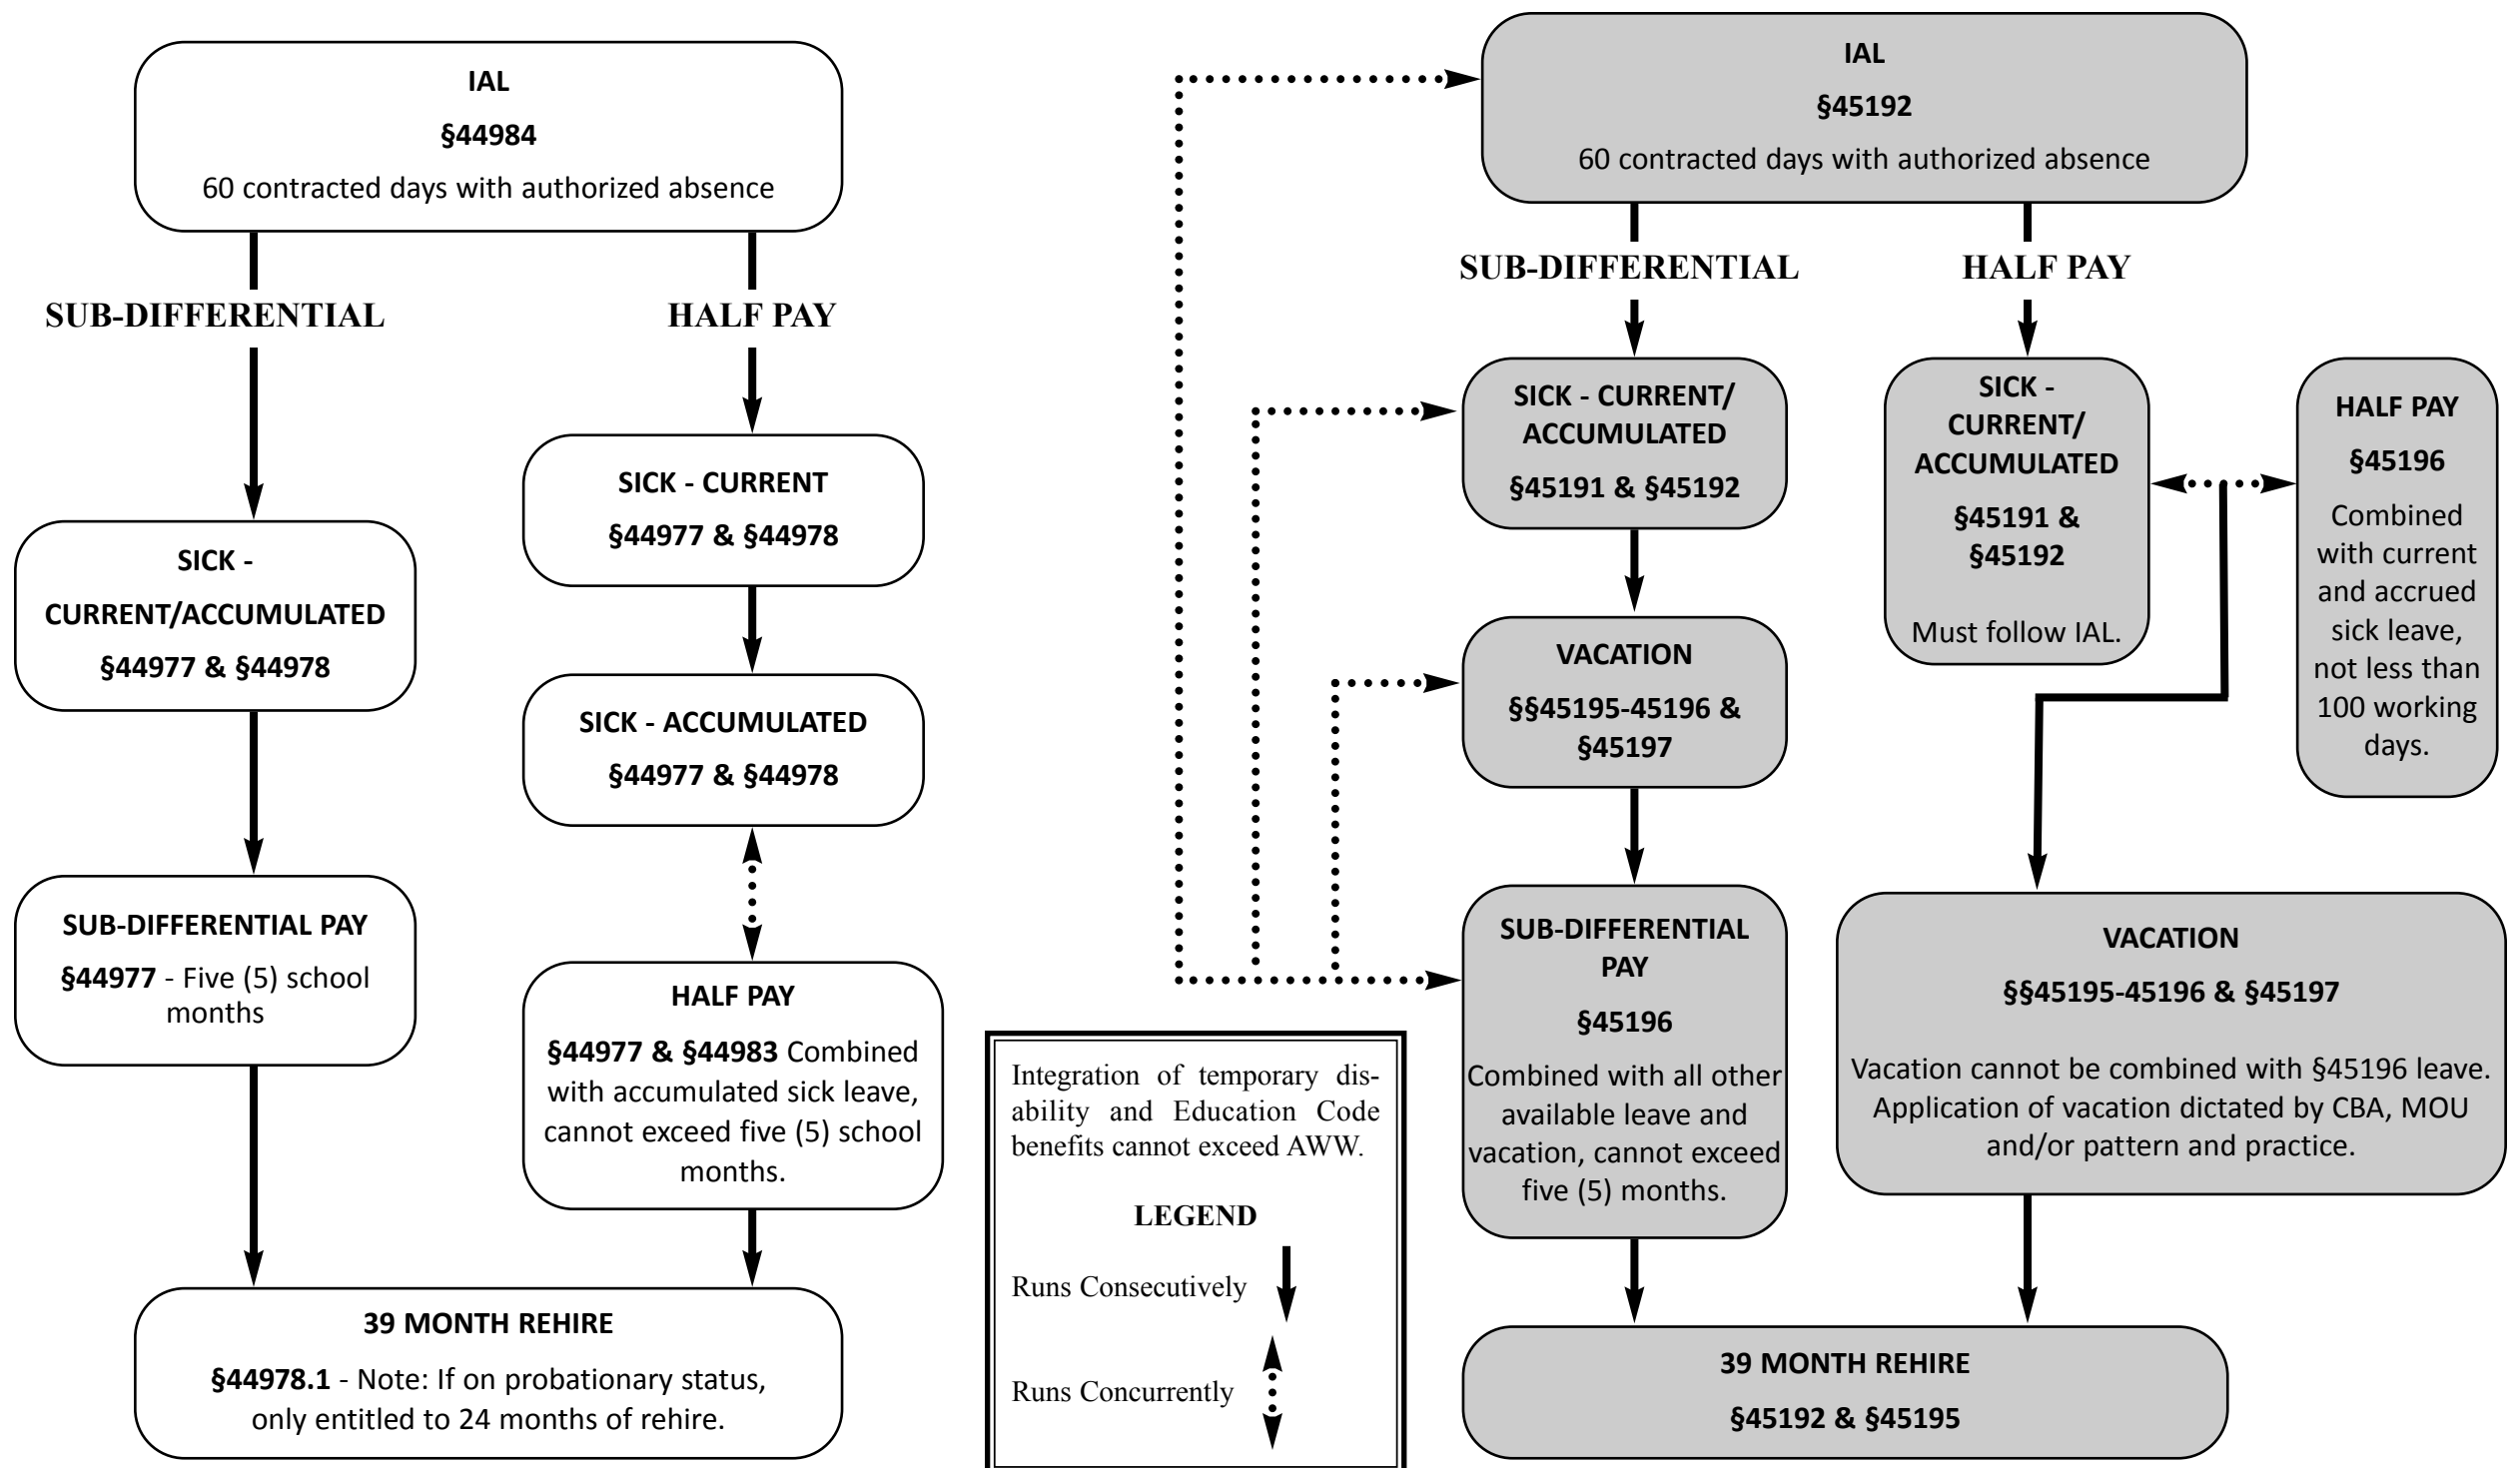 IAL
§44984
60 contracted days with authorized absence
SUB-DIFFERENTIAL
HALF PAY
SICK -
CURRENT/ACCUMULATED
§44977 & §44978
SUB-DIFFERENTIAL PAY
§44977 - Five (5) school
months
SICK - CURRENT
§44977 & §44978
SICK - ACCUMULATED
§44977 & §44978
HALF PAY
§44977 & §44983 Combined
with accumulated sick leave,
cannot exceed five (5) school
months.
39 MONTH REHIRE
§44978.1 - Note: If on probationary status,
only entitled to 24 months of rehire.
Integration of temporary dis-
ability and Education Code
benefits cannot exceed AWW.
LEGEND
Runs Consecutively
Runs Concurrently
IAL
§45192
60 contracted days with authorized absence
SUB-DIFFERENTIAL
HALF PAY
SICK - CURRENT/
ACCUMULATED
§45191 & §45192
VACATION
§§45195-45196 &
§45197
SUB-DIFFERENTIAL
PAY
§45196
Combined with all other
available leave and
vacation, cannot exceed
five (5) months.
SICK -
CURRENT/
ACCUMULATED
§45191 &
§45192
Must follow IAL.
HALF PAY
§45196
Combined
with current
and accrued
sick leave,
not less than
100 working
days.
VACATION
§§45195-45196 & §45197
Vacation cannot be combined with §45196 leave.
Application of vacation dictated by CBA, MOU
and/or pattern and practice.
39 MONTH REHIRE
§45192 & §45195